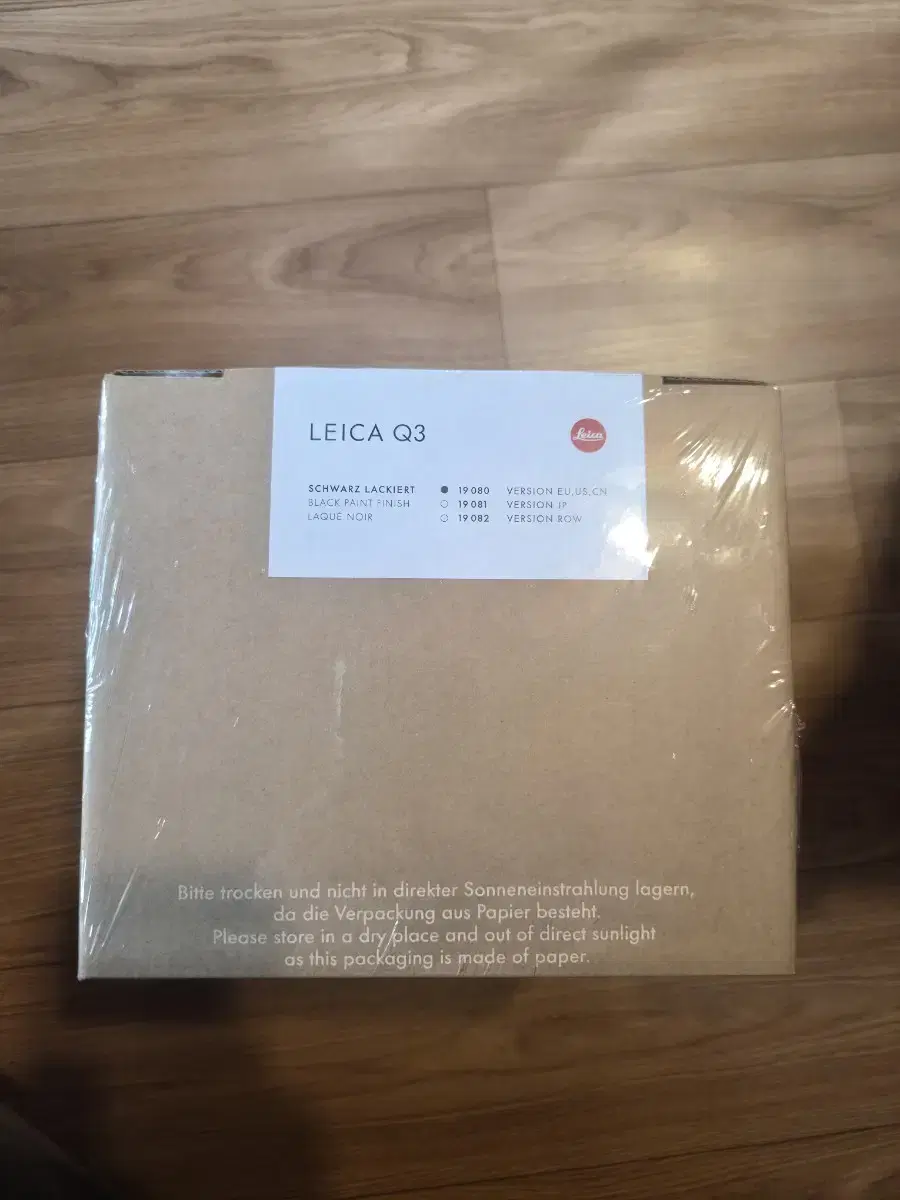 LEICA Q3
Leica
SCHWARZ LACKIERT ● 19 080 VERSION EU,US,CN
BLACK PAINT FINISH ○ 19 081 VERSION JP
LAQUÉ NOIR ○ 19 082 VERSION ROW
Bitte trocken und nicht in direkter Sonneneinstrahlung lagern,
da die Verpackung aus Papier besteht.
Please store in a dry place and out of direct sunlight
as this packaging is made of paper.